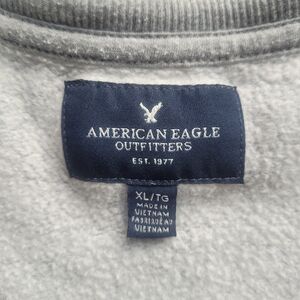 AMERICAN EAGLE
OUTFITTERS
EST. 1977
XL/TG
MADE IN
VIETNAM
FABRIQUÉ AU
VIETNAM